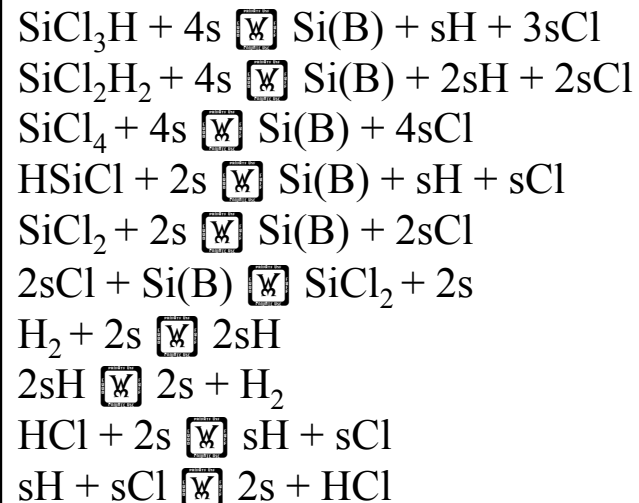 SiCl₃H + 4s Si(B) + sH + 3sCl
SiCl₂H₂ + 4s Si(B) + 2sH + 2sCl
SiCl₄ + 4s Si(B) + 4sCl
HSiCl + 2s Si(B) + sH + sCl
SiCl₂ + 2s Si(B) + 2sCl
2sCl + Si(B) SiCl₂ + 2s
H₂ + 2s 2sH
2sH 2s + H₂
HCl + 2s sH + sCl
sH + sCl 2s + HCl